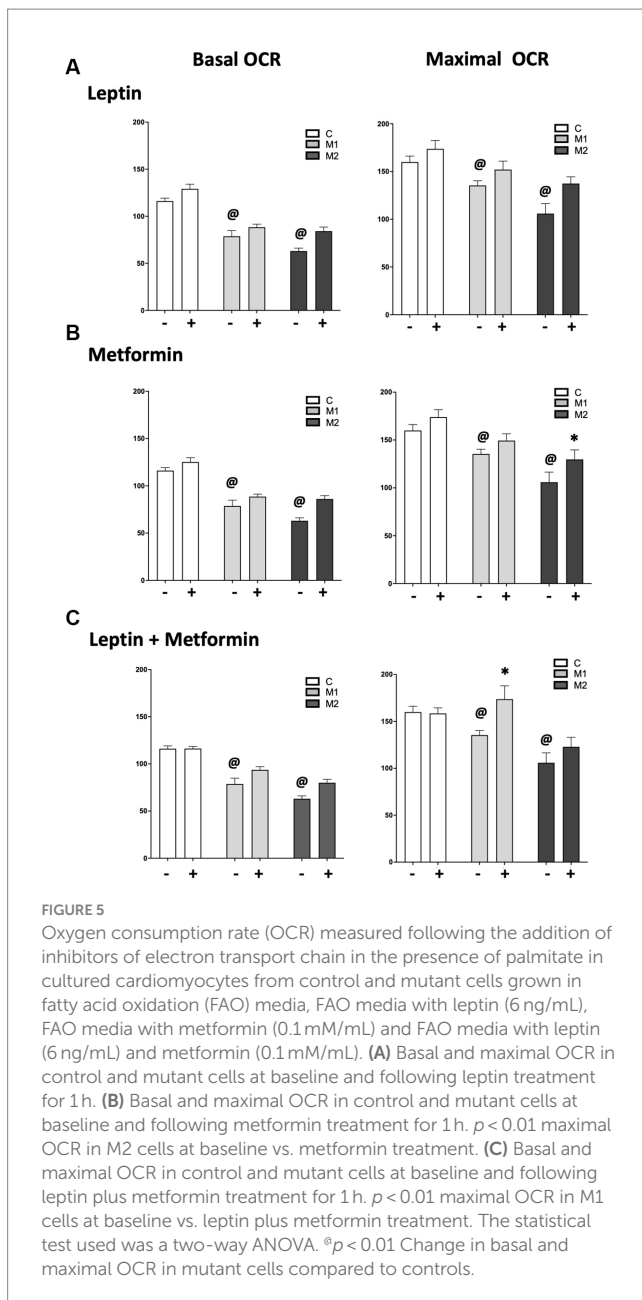 Basal OCR Maximal OCR
A
Leptin
200
150
100
50
0
C
M1
M2
@
@
- + - + - +
200
150
100
50
0
C
M1
M2
@
@
- + - + - +
B
Metformin
200
150
100
50
0
C
M1
M2
@
@
- + - + - +
200
150
100
50
0
C
M1
M2
@
@
*
- + - + - +
C
Leptin + Metformin
200
150
100
50
0
C
M1
M2
@
@
- + - + - +
200
150
100
50
0
C
M1
M2
@
*
@
- + - + - +
FIGURE 5
Oxygen consumption rate (OCR) measured following the addition of
inhibitors of electron transport chain in the presence of palmitate in
cultured cardiomyocytes from control and mutant cells grown in
fatty acid oxidation (FAO) media, FAO media with leptin (6 ng/mL),
FAO media with metformin (0.1 mM/mL) and FAO media with leptin
(6 ng/mL) and metformin (0.1 mM/mL). (A) Basal and maximal OCR in
control and mutant cells at baseline and following leptin treatment
for 1 h. (B) Basal and maximal OCR in control and mutant cells at
baseline and following metformin treatment for 1 h. p < 0.01 maximal
OCR in M2 cells at baseline vs. metformin treatment. (C) Basal and
maximal OCR in control and mutant cells at baseline and following
leptin plus metformin treatment for 1 h. p < 0.01 maximal OCR in M1
cells at baseline vs. leptin plus metformin treatment. The statistical
test used was a two-way ANOVA. @p < 0.01 Change in basal and
maximal OCR in mutant cells compared to controls.